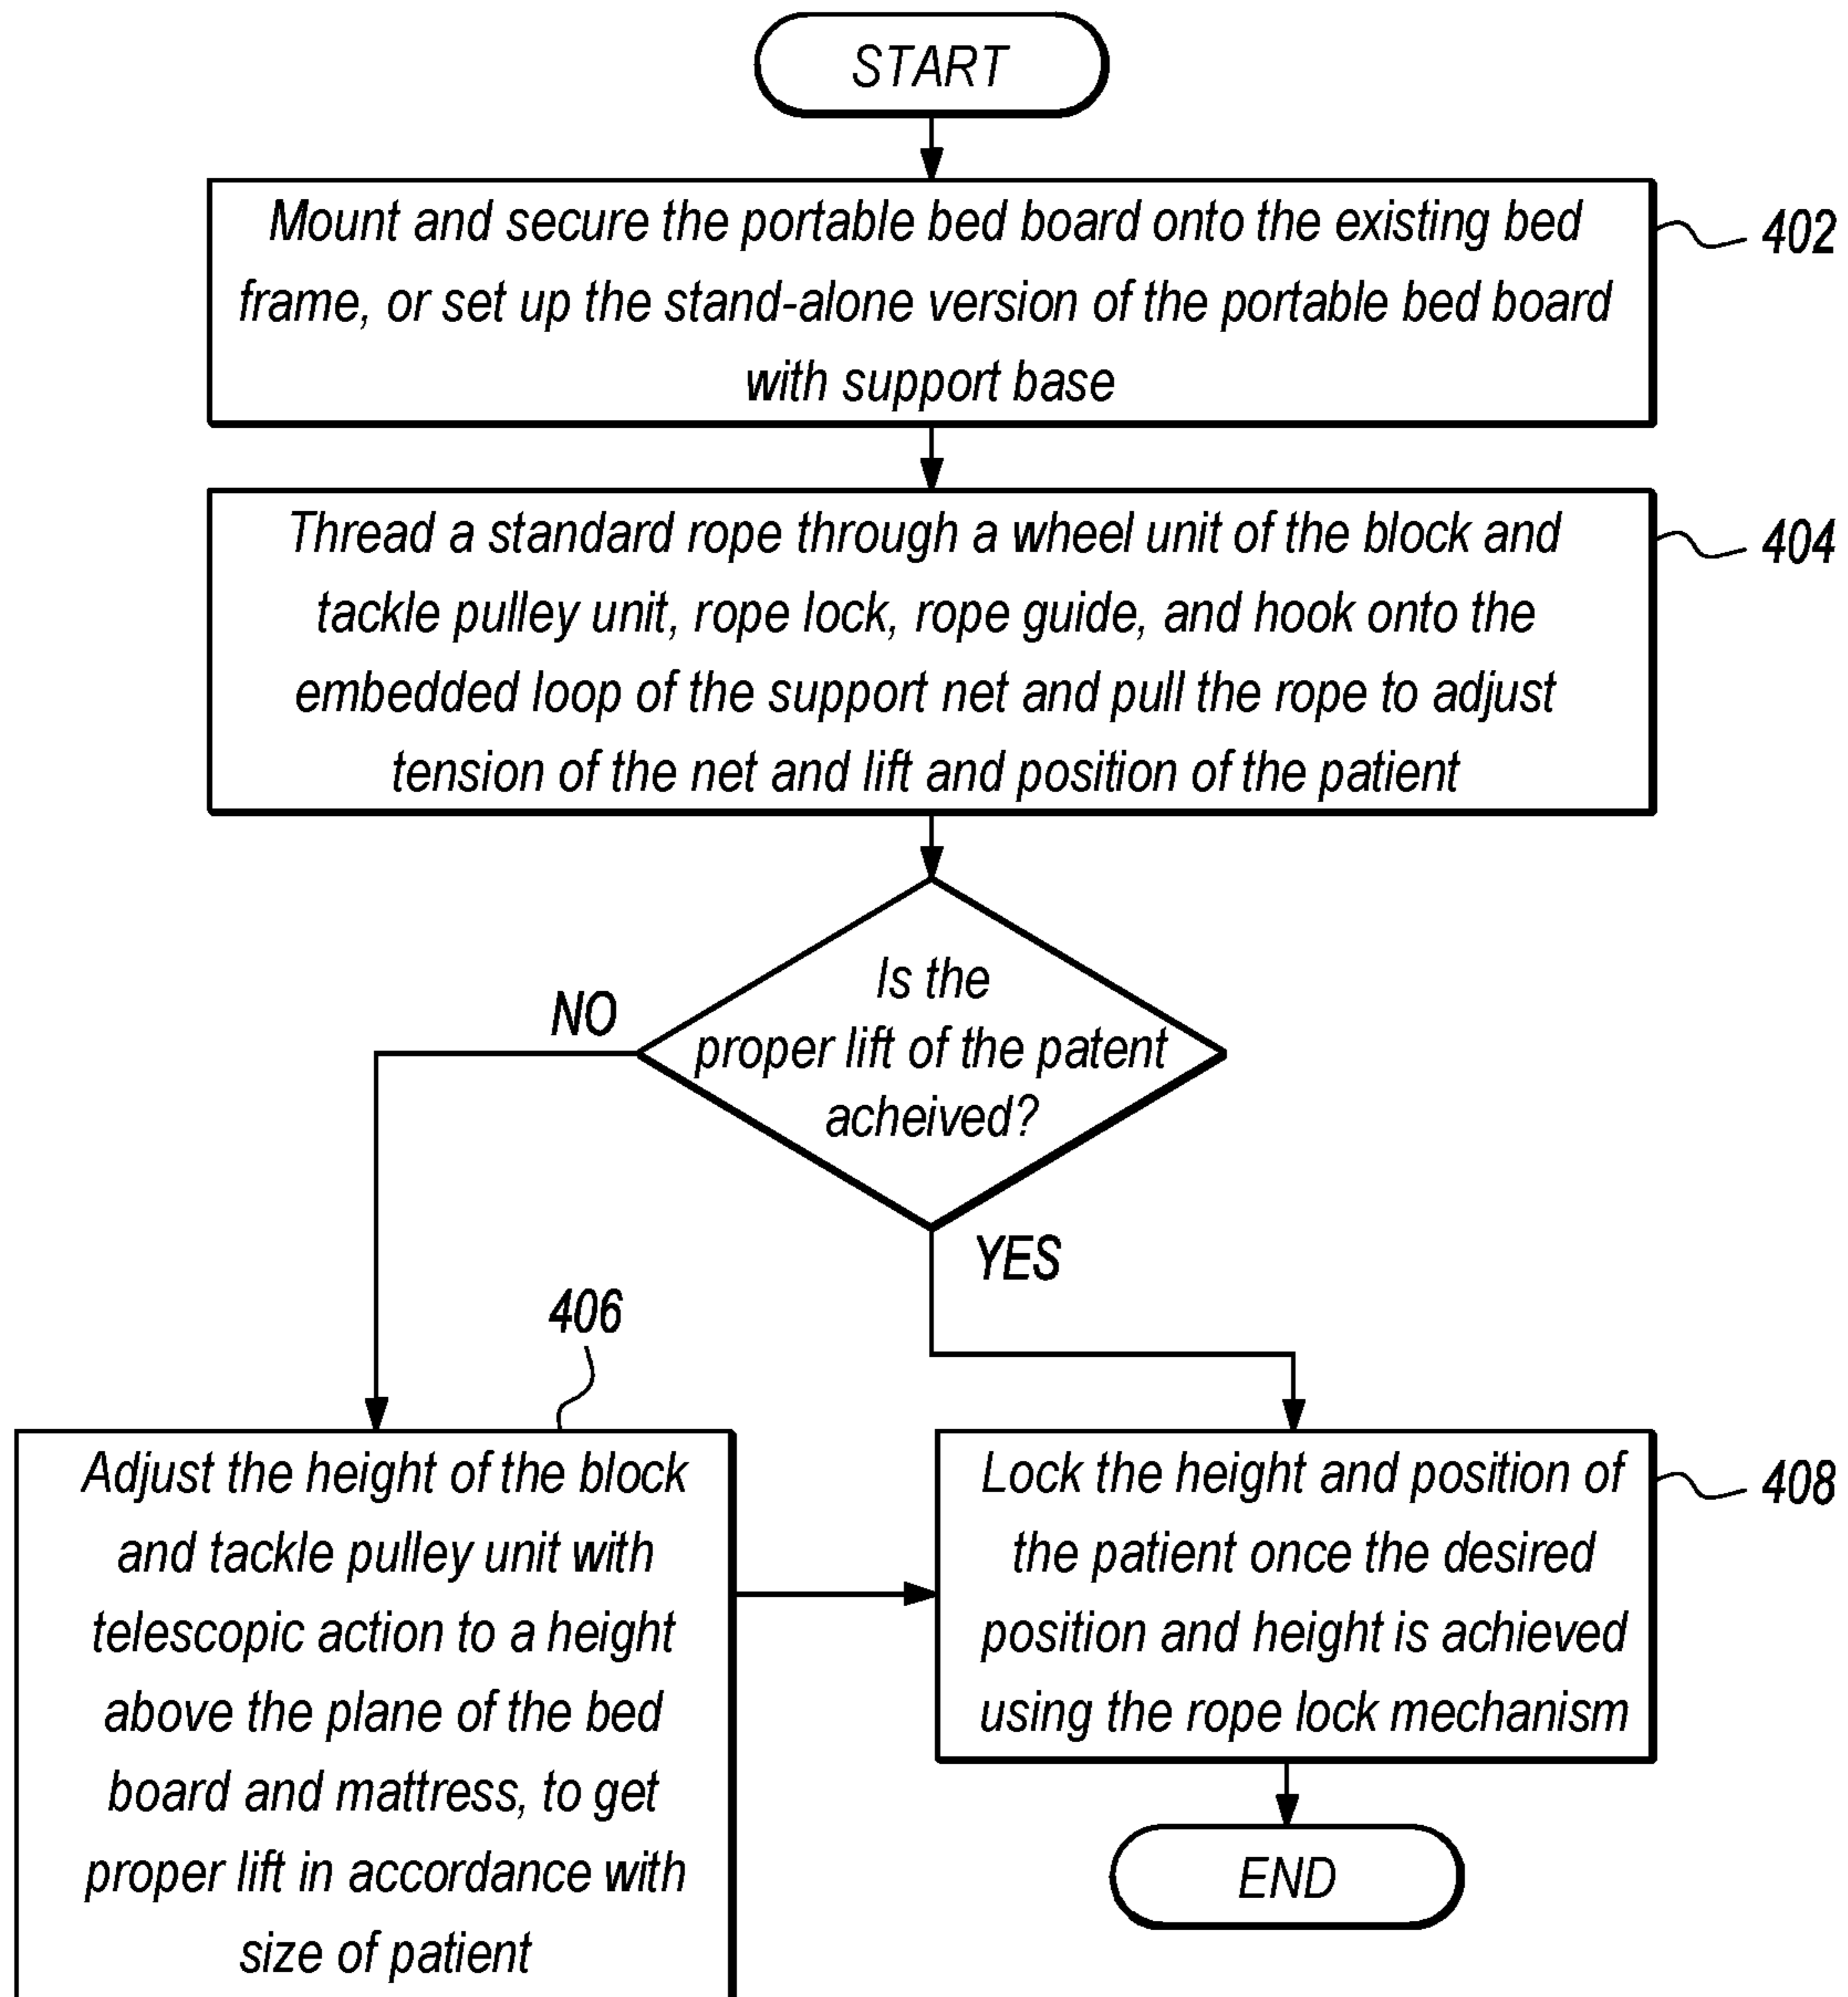 START
Mount and secure the portable bed board onto the existing bed
frame, or set up the stand-alone version of the portable bed board
with support base
402
Thread a standard rope through a wheel unit of the block and
tackle pulley unit, rope lock, rope guide, and hook onto the
embedded loop of the support net and pull the rope to adjust
tension of the net and lift and position of the patient
404
Is the
proper lift of the patent
acheived?
NO
YES
406
Adjust the height of the block
and tackle pulley unit with
telescopic action to a height
above the plane of the bed
board and mattress, to get
proper lift in accordance with
size of patient
Lock the height and position of
the patient once the desired
position and height is achieved
using the rope lock mechanism
408
END